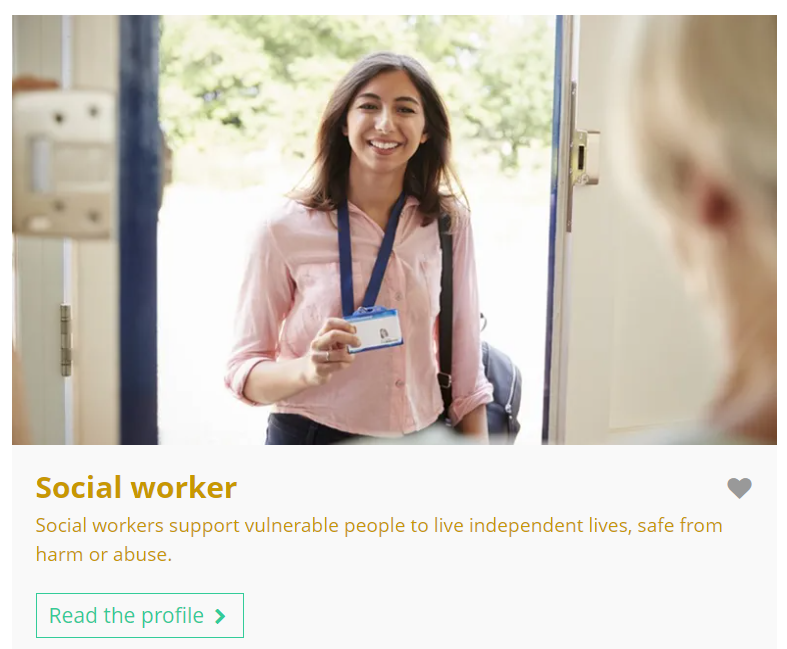 Social worker
Social workers support vulnerable people to live independent lives, safe from
harm or abuse.
Read the profile